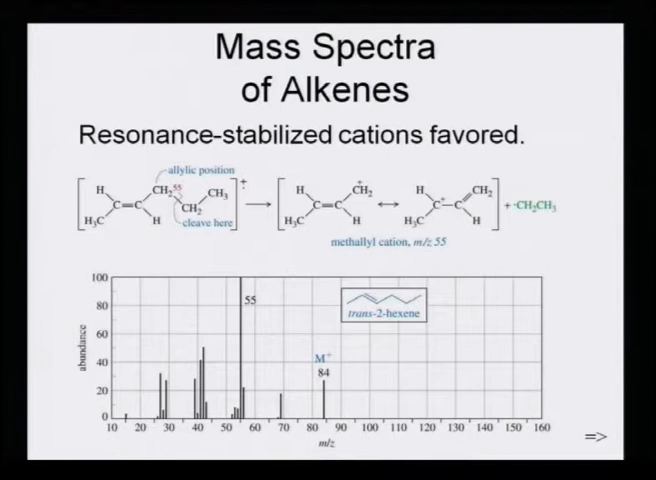 Mass Spectra
of Alkenes
Resonance-stabilized cations favored.
allylic position
H CH₂ 55 CH₃ +· H ⁺CH₂ H CH₂
C=C CH₂ → C=C ↔ C⁺–C + ·CH₂CH₃
H₃C H cleave here H₃C H H₃C H
methallyl cation, m/z 55
100
80
60
40
20
0
abundance
55
trans-2-hexene
M⁺
84
10 20 30 40 50 60 70 80 90 100 110 120 130 140 150 160
m/z
=>